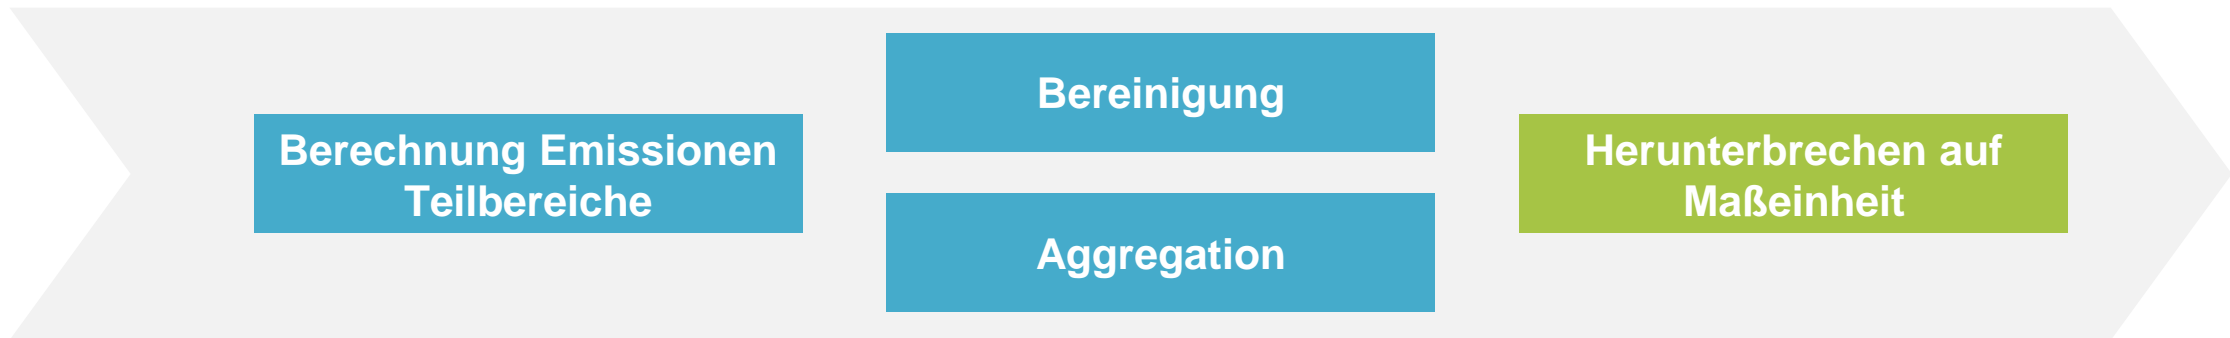 Berechnung Emissionen
Teilbereiche
Bereinigung
Aggregation
Herunterbrechen auf
Maßeinheit